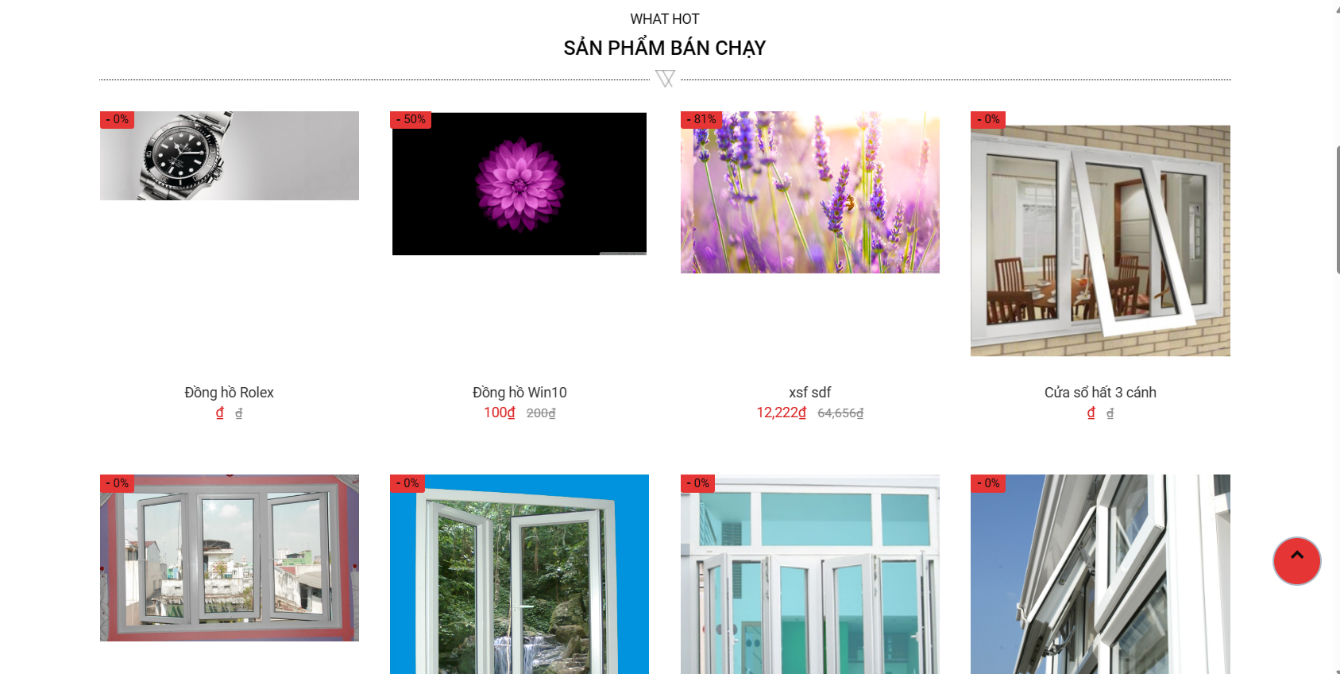 WHAT HOT
SẢN PHẨM BÁN CHẠY
- 0%
- 50%
- 81%
- 0%
Đồng hồ Rolex
Đồng hồ Win10
xsf sdf
Cửa sổ hất 3 cánh
₫ ₫
100₫ 200₫
12,222₫ 64,656₫
₫ ₫
- 0%
- 0%
- 0%
- 0%